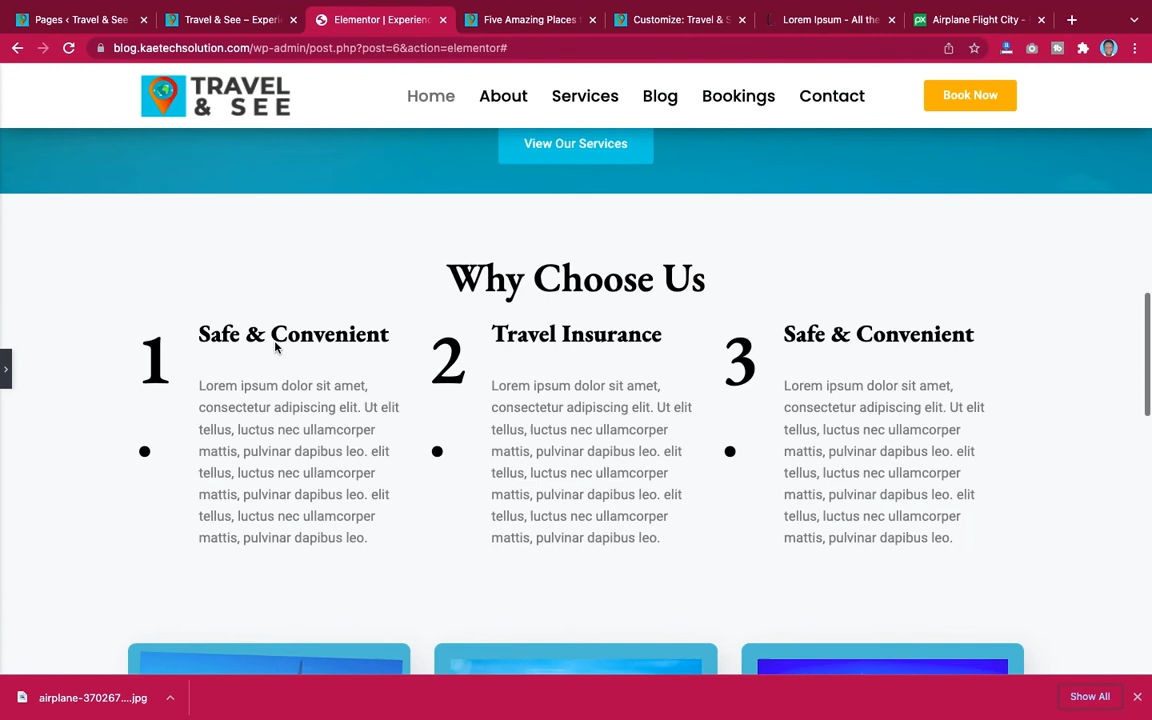 Pages ‹ Travel & See
Travel & See – Experi
Elementor | Experienc
Five Amazing Places
Customize: Travel & S
Lorem Ipsum - All the
Airplane Flight City -
blog.kaetechsolution.com/wp-admin/post.php?post=6&action=elementor#
TRAVEL
& SEE
Home
About
Services
Blog
Bookings
Contact
Book Now
View Our Services
Why Choose Us
1
.
Safe & Convenient
Lorem ipsum dolor sit amet,
consectetur adipiscing elit. Ut elit
tellus, luctus nec ullamcorper
mattis, pulvinar dapibus leo. elit
tellus, luctus nec ullamcorper
mattis, pulvinar dapibus leo. elit
tellus, luctus nec ullamcorper
mattis, pulvinar dapibus leo.
2
.
Travel Insurance
Lorem ipsum dolor sit amet,
consectetur adipiscing elit. Ut elit
tellus, luctus nec ullamcorper
mattis, pulvinar dapibus leo. elit
tellus, luctus nec ullamcorper
mattis, pulvinar dapibus leo. elit
tellus, luctus nec ullamcorper
mattis, pulvinar dapibus leo.
3
.
Safe & Convenient
Lorem ipsum dolor sit amet,
consectetur adipiscing elit. Ut elit
tellus, luctus nec ullamcorper
mattis, pulvinar dapibus leo. elit
tellus, luctus nec ullamcorper
mattis, pulvinar dapibus leo. elit
tellus, luctus nec ullamcorper
mattis, pulvinar dapibus leo.
airplane-370267....jpg
Show All